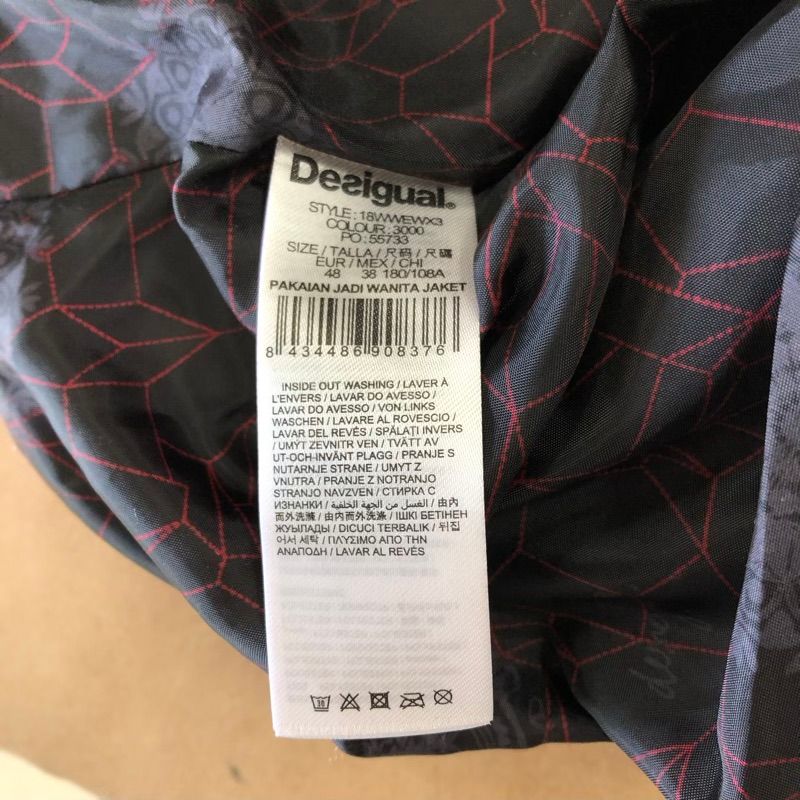 Desigual.
STYLE: 18WWEWX3
COLOUR: 3000
PO: 55733
SIZE / TALLA / 尺码 / 尺碼
EUR / MEX / CHI
48 38 180/108A
PAKAIAN JADI WANITA JAKET
8 434486 908376
INSIDE OUT WASHING / LAVER À
L'ENVERS / LAVAR DO AVESSO /
LAVAR DO AVESSO / VON LINKS
WASCHEN / LAVARE AL ROVESCIO /
LAVAR DEL REVÉS / SPĂLAȚI INVERS
/ UMÝT ZEVNITŘ VEN / TVÄTT AV
UT-OCH-INVÄNT PLAGG / PRANJE S
NUTARNJE STRANE / UMYT Z
VNUTRA / PRANJE Z NOTRANJO
STRANJO NAVZVEN / СТИРКА С
ИЗНАНКИ / الغسل من الجهة الخلفية / 由內
而外洗滌 / 由内而外洗涤 / ІШКІ БЕТІНЕН
ЖУЫЛАДЫ / DICUCI TERBALIK / 뒤집
어서 세탁 / ΠΛΥΣΙΜΟ ΑΠΟ ΤΗΝ
ΑΝΑΠΟΔΗ / LAVAR AL REVÉS
30